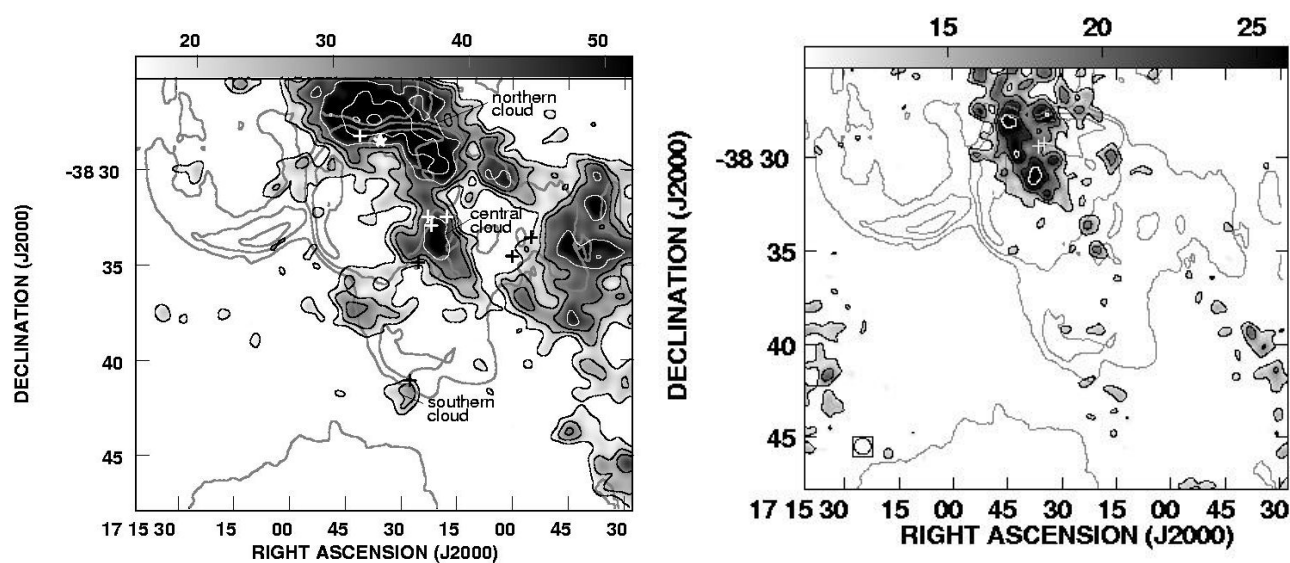 20 30 40 50
northern
cloud
-38 30
central
cloud
35
40
southern
cloud
45
17 15 30 15 00 45 30 15 00 45 30
RIGHT ASCENSION (J2000)
DECLINATION (J2000)
15 20 25
-38 30
35
40
45
17 15 30 15 00 45 30 15 00 45 30
RIGHT ASCENSION (J2000)
DECLINATION (J2000)